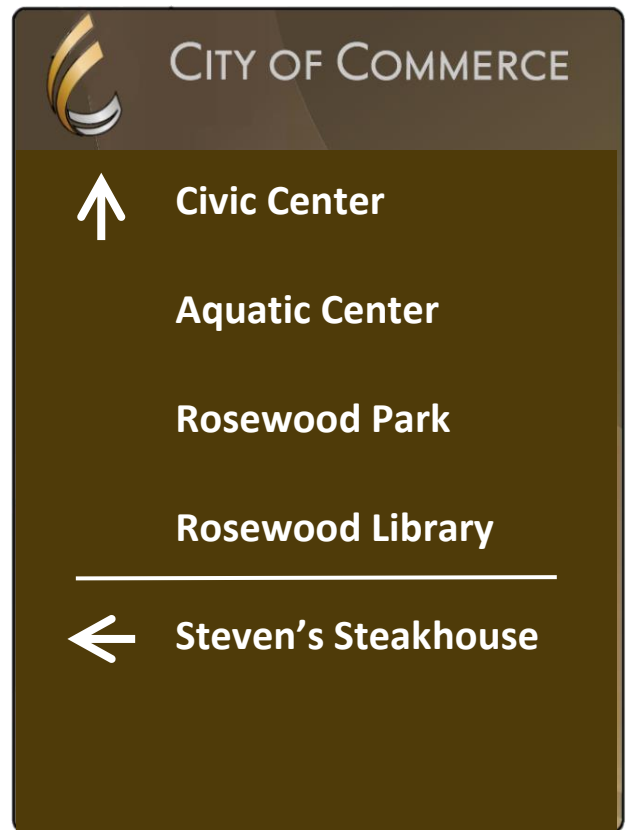 CITY OF COMMERCE
Civic Center
Aquatic Center
Rosewood Park
Rosewood Library
Steven’s Steakhouse